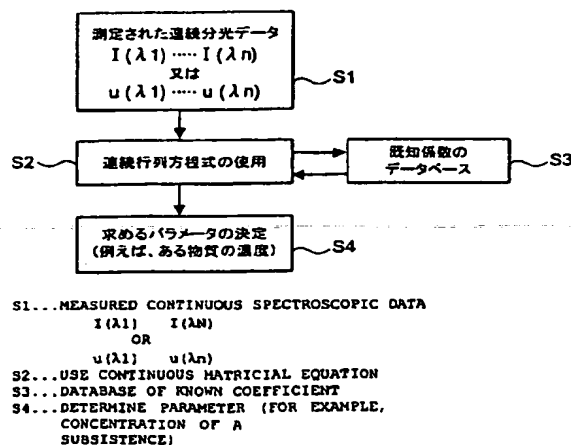 測定された連続分光データ
I(λ1)‥‥‥I(λn)
又は
u(λ1)‥‥‥u(λn)
S1
S2
連続行列方程式の使用
既知係数の
データベース
S3
求めるパラメータの決定
(例えば、ある物質の濃度)
S4
S1...MEASURED CONTINUOUS SPECTROSCOPIC DATA
I(λ1) I(λN)
OR
u(λ1) u(λn)
S2...USE CONTINUOUS MATRICIAL EQUATION
S3...DATABASE OF KNOWN COEFFICIENT
S4...DETERMINE PARAMETER (FOR EXAMPLE,
CONCENTRATION OF A
SUBSISTENCE)